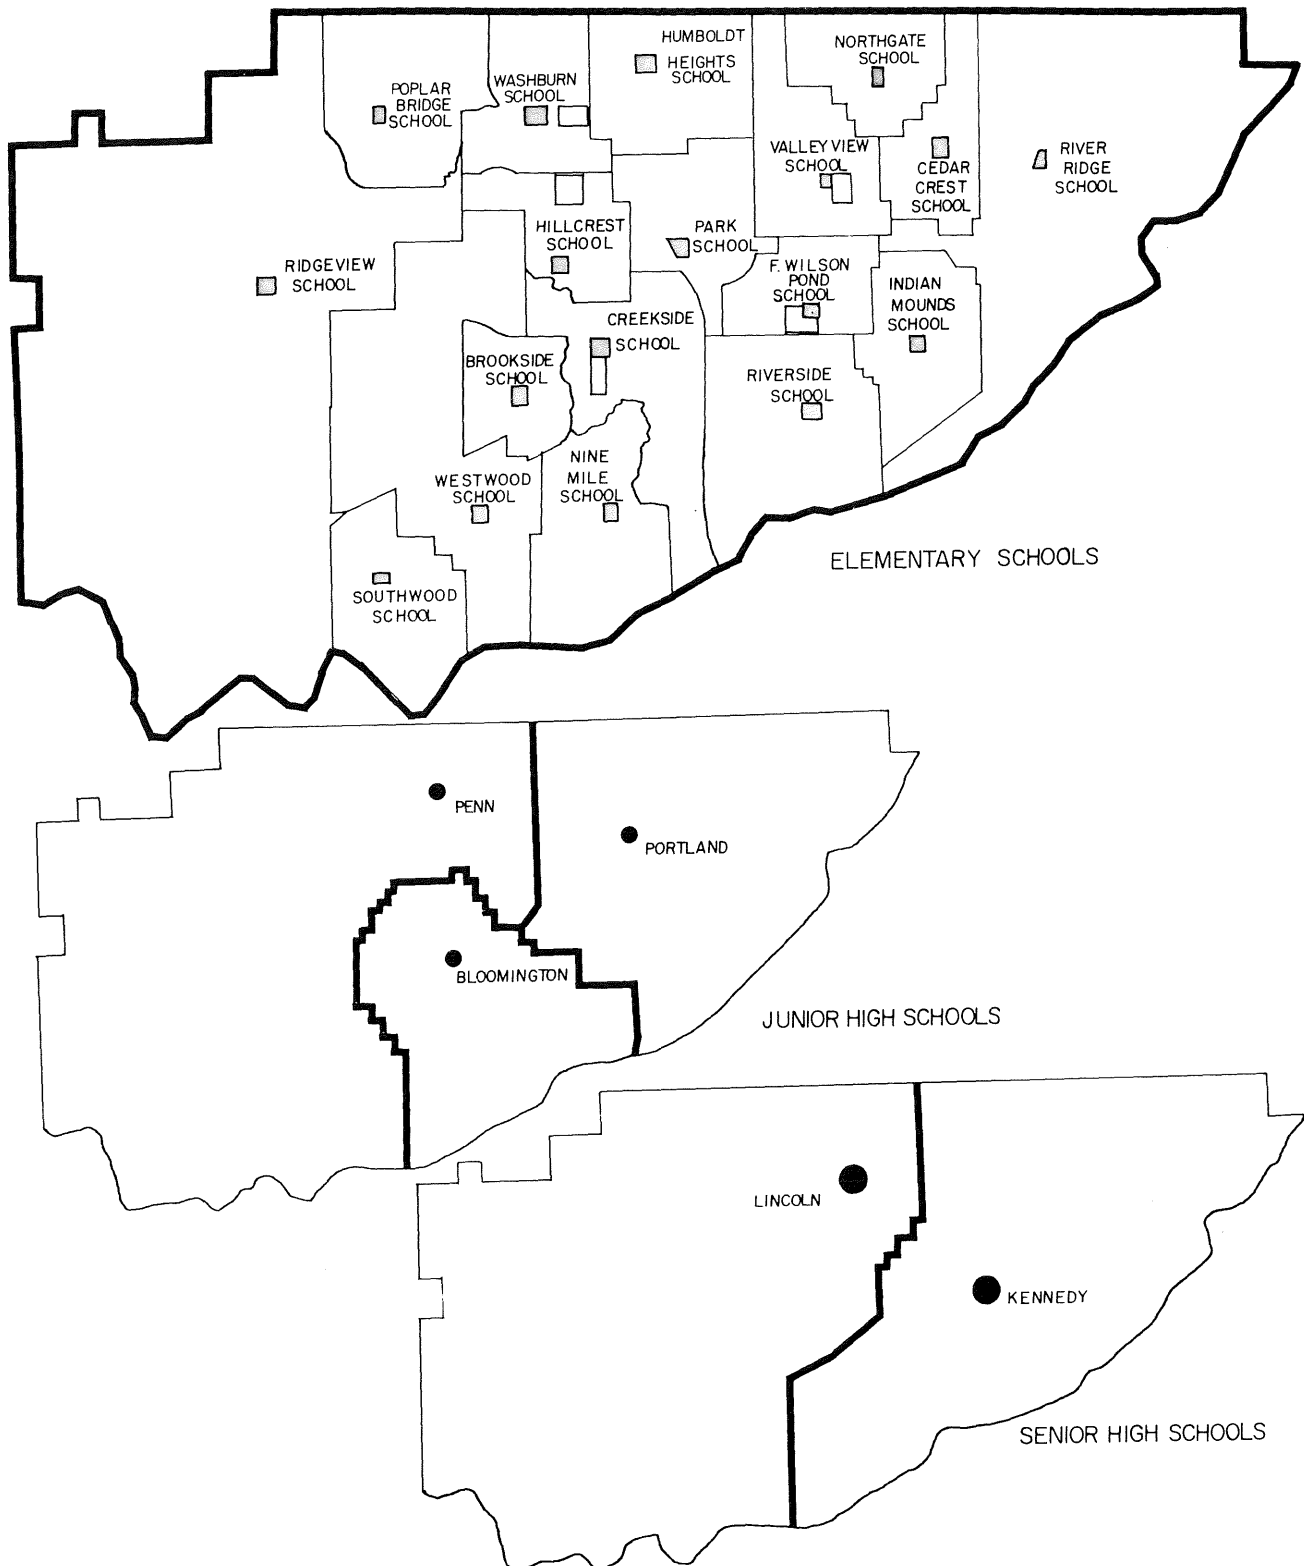 HUMBOLDT
HEIGHTS
SCHOOL
NORTHGATE
SCHOOL
POPLAR
BRIDGE
SCHOOL
WASHBURN
SCHOOL
VALLEY VIEW
SCHOOL
CEDAR
CREST
SCHOOL
RIVER
RIDGE
SCHOOL
HILLCREST
SCHOOL
PARK
SCHOOL
RIDGEVIEW
SCHOOL
F. WILSON
POND
SCHOOL
INDIAN
MOUNDS
SCHOOL
CREEKSIDE
SCHOOL
BROOKSIDE
SCHOOL
RIVERSIDE
SCHOOL
NINE
MILE
SCHOOL
WESTWOOD
SCHOOL
SOUTHWOOD
SCHOOL
ELEMENTARY SCHOOLS
PENN
PORTLAND
BLOOMINGTON
JUNIOR HIGH SCHOOLS
LINCOLN
KENNEDY
SENIOR HIGH SCHOOLS